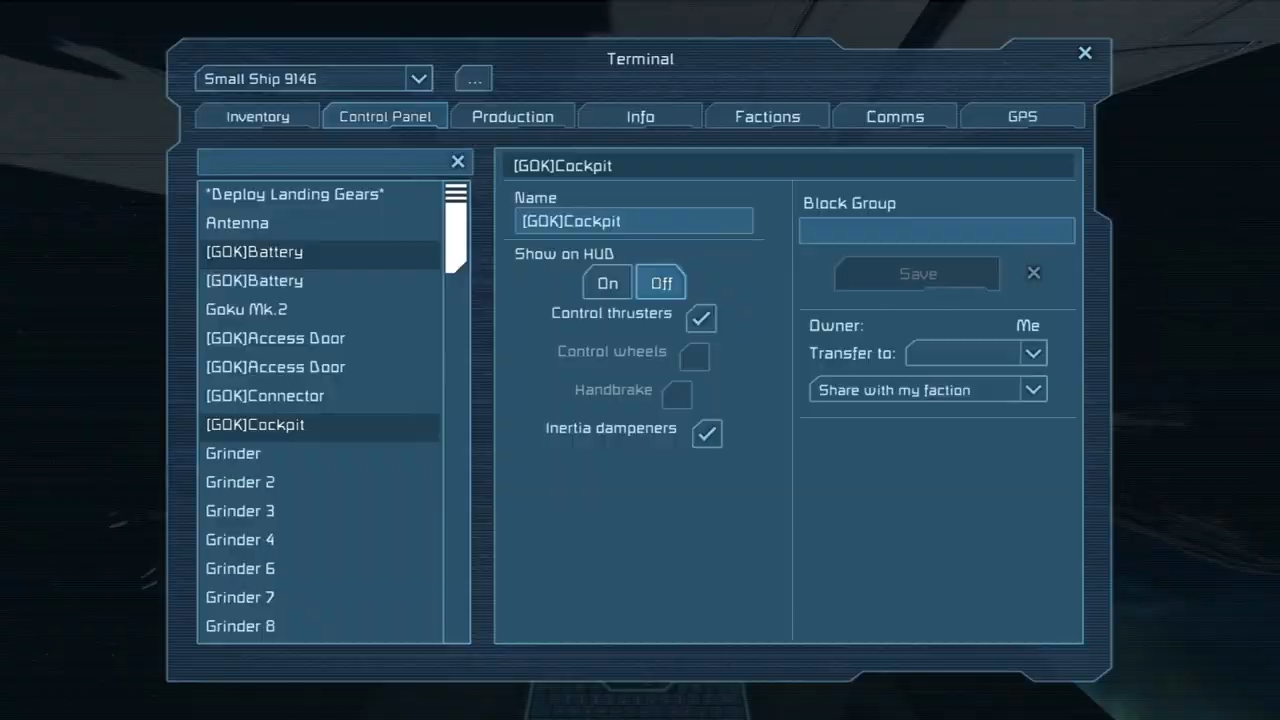 Terminal
Small Ship 9146
...
Inventory
Control Panel
Production
Info
Factions
Comms
GPS
*Deploy Landing Gears*
Antenna
[GOK]Battery
[GOK]Battery
Goku Mk.2
[GOK]Access Door
[GOK]Access Door
[GOK]Connector
[GOK]Cockpit
Grinder
Grinder 2
Grinder 3
Grinder 4
Grinder 6
Grinder 7
Grinder 8
[GOK]Cockpit
Name
[GOK]Cockpit
Show on HUD
On
Off
Control thrusters
Control wheels
Handbrake
Inertia dampeners
Block Group
Save
Owner:
Me
Transfer to:
Share with my faction